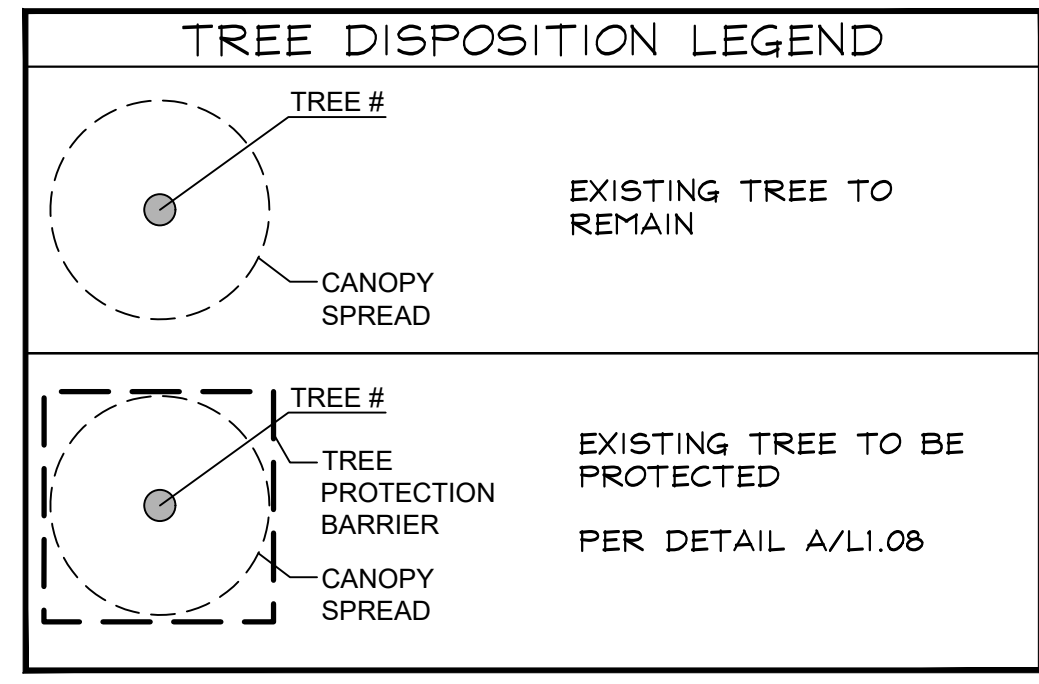 TREE DISPOSITION LEGEND
TREE #
EXISTING TREE TO
REMAIN
CANOPY
SPREAD
TREE #
TREE
PROTECTION
BARRIER
CANOPY
SPREAD
EXISTING TREE TO BE
PROTECTED
PER DETAIL A/L1.08